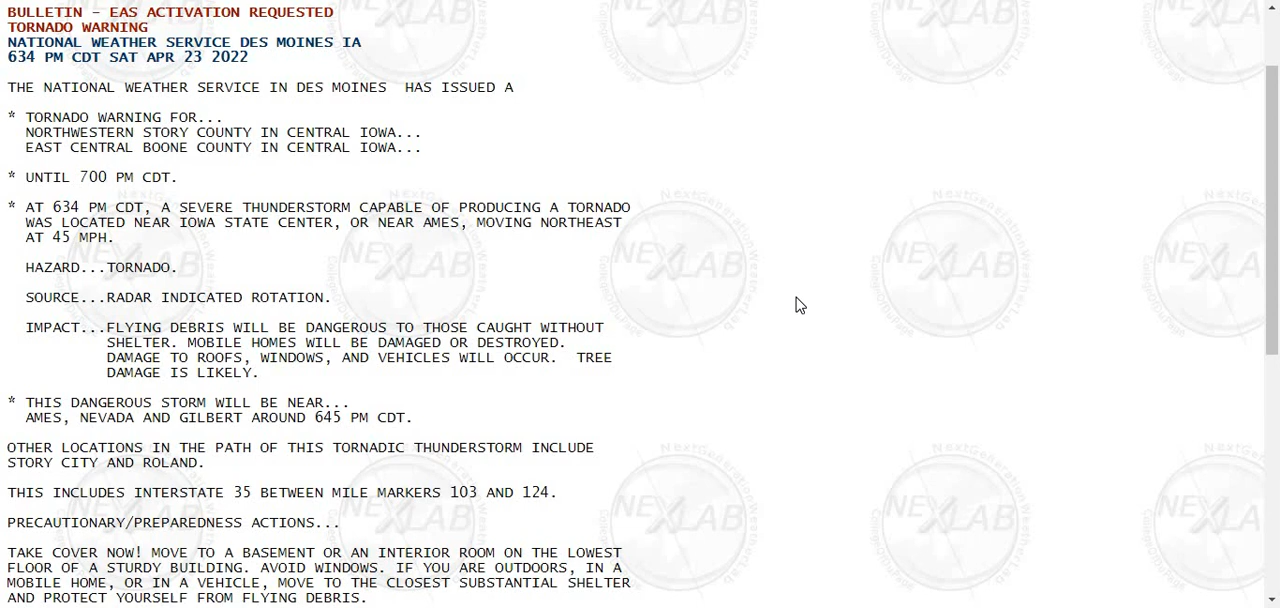 BULLETIN - EAS ACTIVATION REQUESTED
TORNADO WARNING
NATIONAL WEATHER SERVICE DES MOINES IA
634 PM CDT SAT APR 23 2022
THE NATIONAL WEATHER SERVICE IN DES MOINES HAS ISSUED A
* TORNADO WARNING FOR...
NORTHWESTERN STORY COUNTY IN CENTRAL IOWA...
EAST CENTRAL BOONE COUNTY IN CENTRAL IOWA...
* UNTIL 700 PM CDT.
* AT 634 PM CDT, A SEVERE THUNDERSTORM CAPABLE OF PRODUCING A TORNADO
WAS LOCATED NEAR IOWA STATE CENTER, OR NEAR AMES, MOVING NORTHEAST
AT 45 MPH.
HAZARD...TORNADO.
SOURCE...RADAR INDICATED ROTATION.
IMPACT...FLYING DEBRIS WILL BE DANGEROUS TO THOSE CAUGHT WITHOUT
SHELTER. MOBILE HOMES WILL BE DAMAGED OR DESTROYED.
DAMAGE TO ROOFS, WINDOWS, AND VEHICLES WILL OCCUR. TREE
DAMAGE IS LIKELY.
* THIS DANGEROUS STORM WILL BE NEAR...
AMES, NEVADA AND GILBERT AROUND 645 PM CDT.
OTHER LOCATIONS IN THE PATH OF THIS TORNADIC THUNDERSTORM INCLUDE
STORY CITY AND ROLAND.
THIS INCLUDES INTERSTATE 35 BETWEEN MILE MARKERS 103 AND 124.
PRECAUTIONARY/PREPAREDNESS ACTIONS...
TAKE COVER NOW! MOVE TO A BASEMENT OR AN INTERIOR ROOM ON THE LOWEST
FLOOR OF A STURDY BUILDING. AVOID WINDOWS. IF YOU ARE OUTDOORS, IN A
MOBILE HOME, OR IN A VEHICLE, MOVE TO THE CLOSEST SUBSTANTIAL SHELTER
AND PROTECT YOURSELF FROM FLYING DEBRIS.
NEXLAB